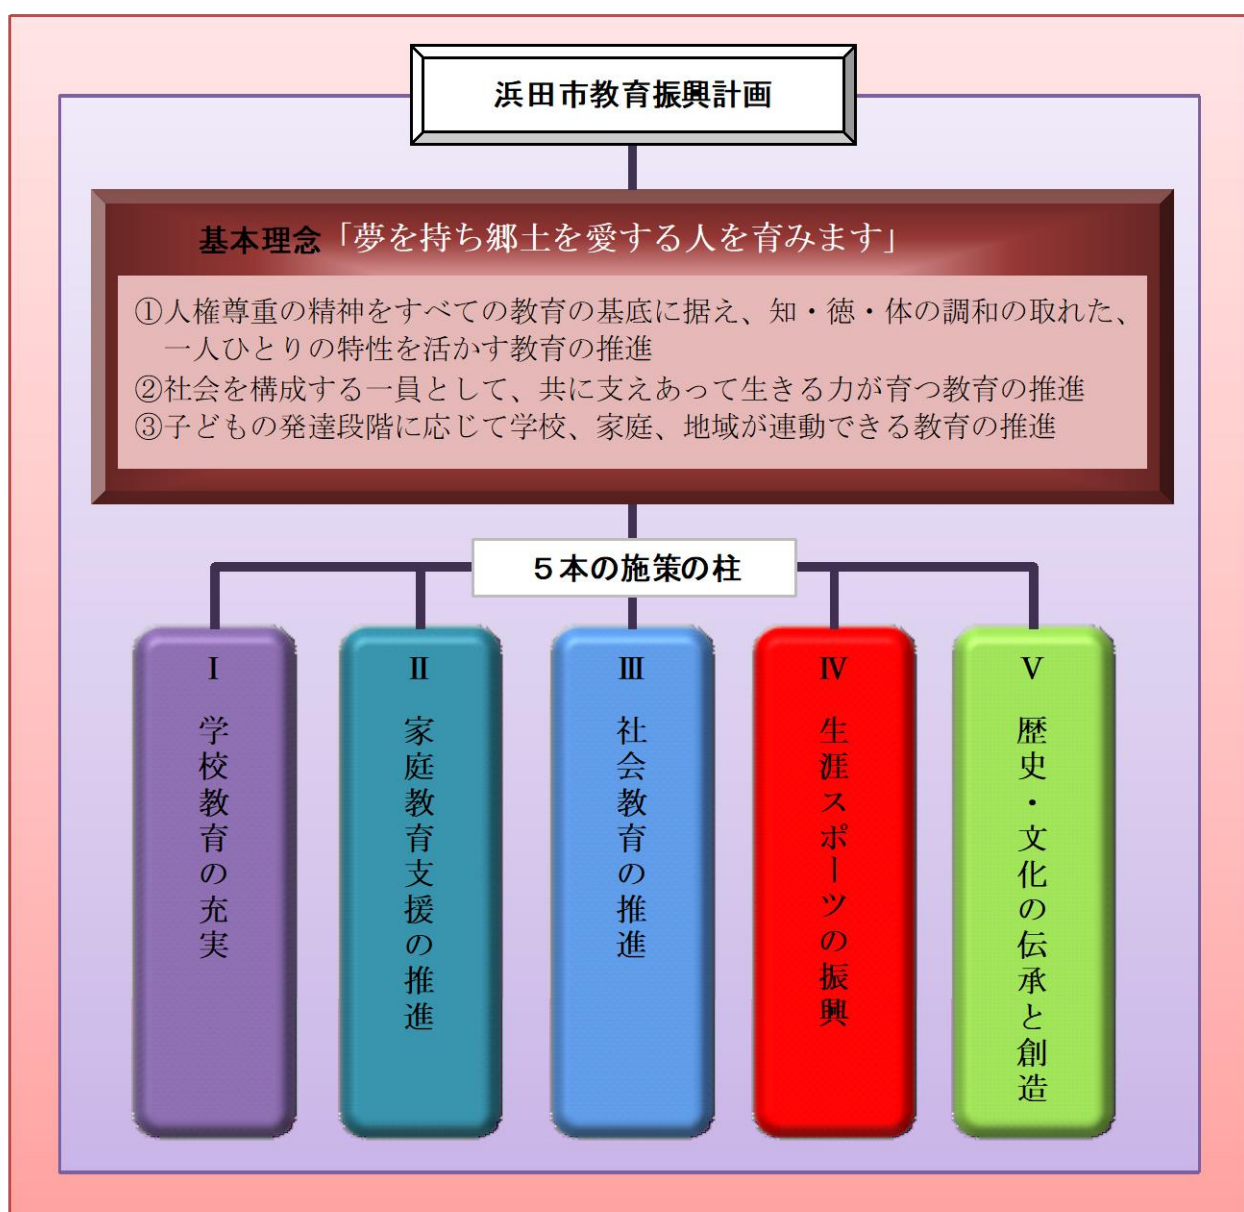 浜田市教育振興計画
基本理念「夢を持ち郷土を愛する人を育みます」
①人権尊重の精神をすべての教育の基底に据え、知・徳・体の調和の取れた、
一人ひとりの特性を活かす教育の推進
②社会を構成する一員として、共に支えあって生きる力が育つ教育の推進
③子どもの発達段階に応じて学校、家庭、地域が連動できる教育の推進
５本の施策の柱
Ⅰ 学校教育の充実
Ⅱ 家庭教育支援の推進
Ⅲ 社会教育の推進
Ⅳ 生涯スポーツの振興
Ⅴ 歴史・文化の伝承と創造